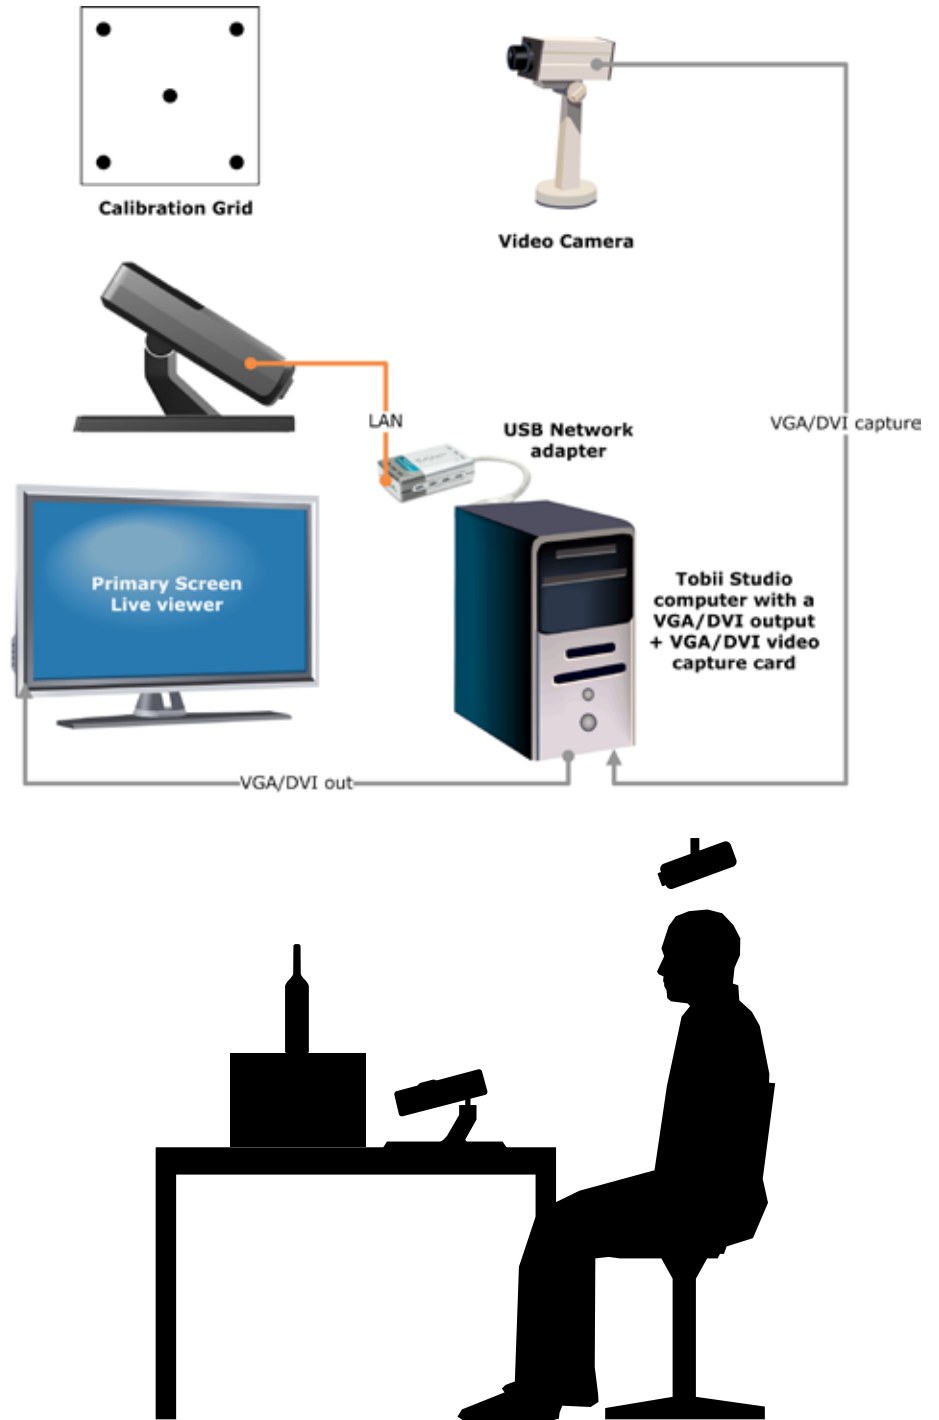 Calibration Grid
Video Camera
LAN
USB Network
adapter
VGA/DVI capture
Primary Screen
Live viewer
Tobii Studio
computer with a
VGA/DVI output
+ VGA/DVI video
capture card
VGA/DVI out